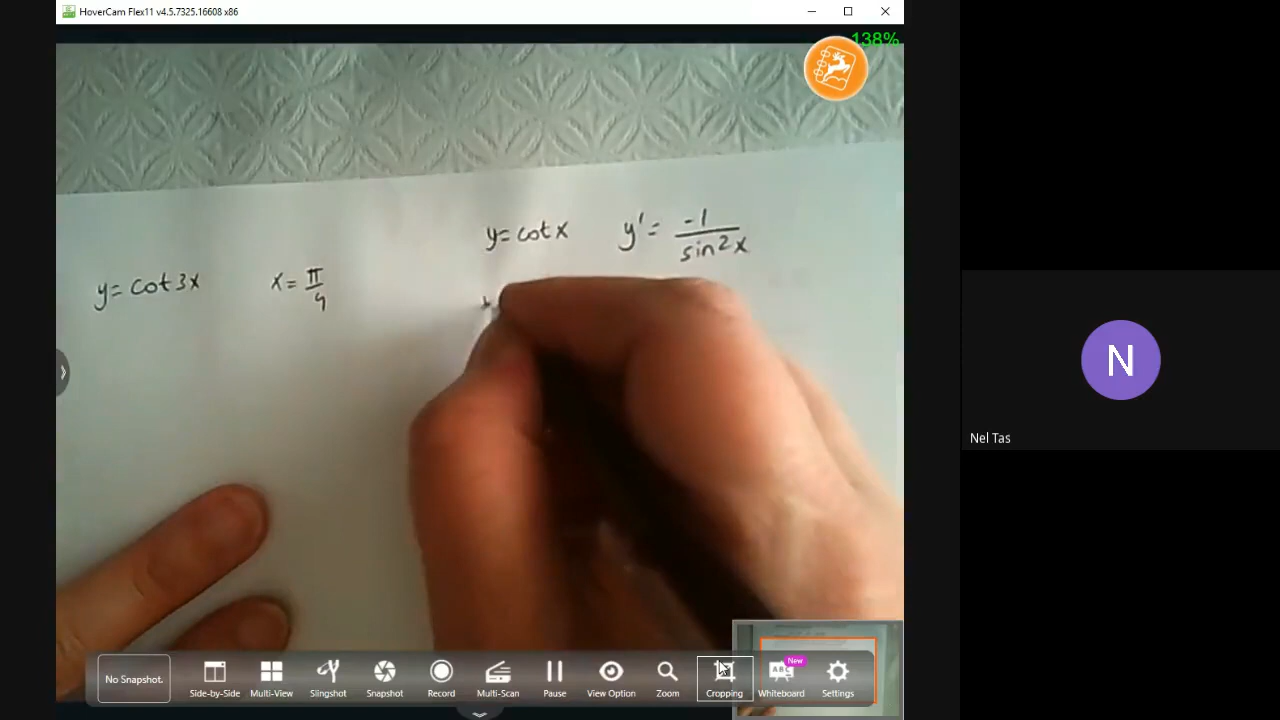 HoverCam Flex11 v4.5.7325.16608 x86
138%
y = cot x y' = -1/sin²x
y = cot 3x x = π/4
N
Nel Tas
No Snapshot.
Side-by-Side Multi-View Slingshot Snapshot Record Multi-Scan Pause View Option Zoom Cropping Whiteboard Settings
New
ABC